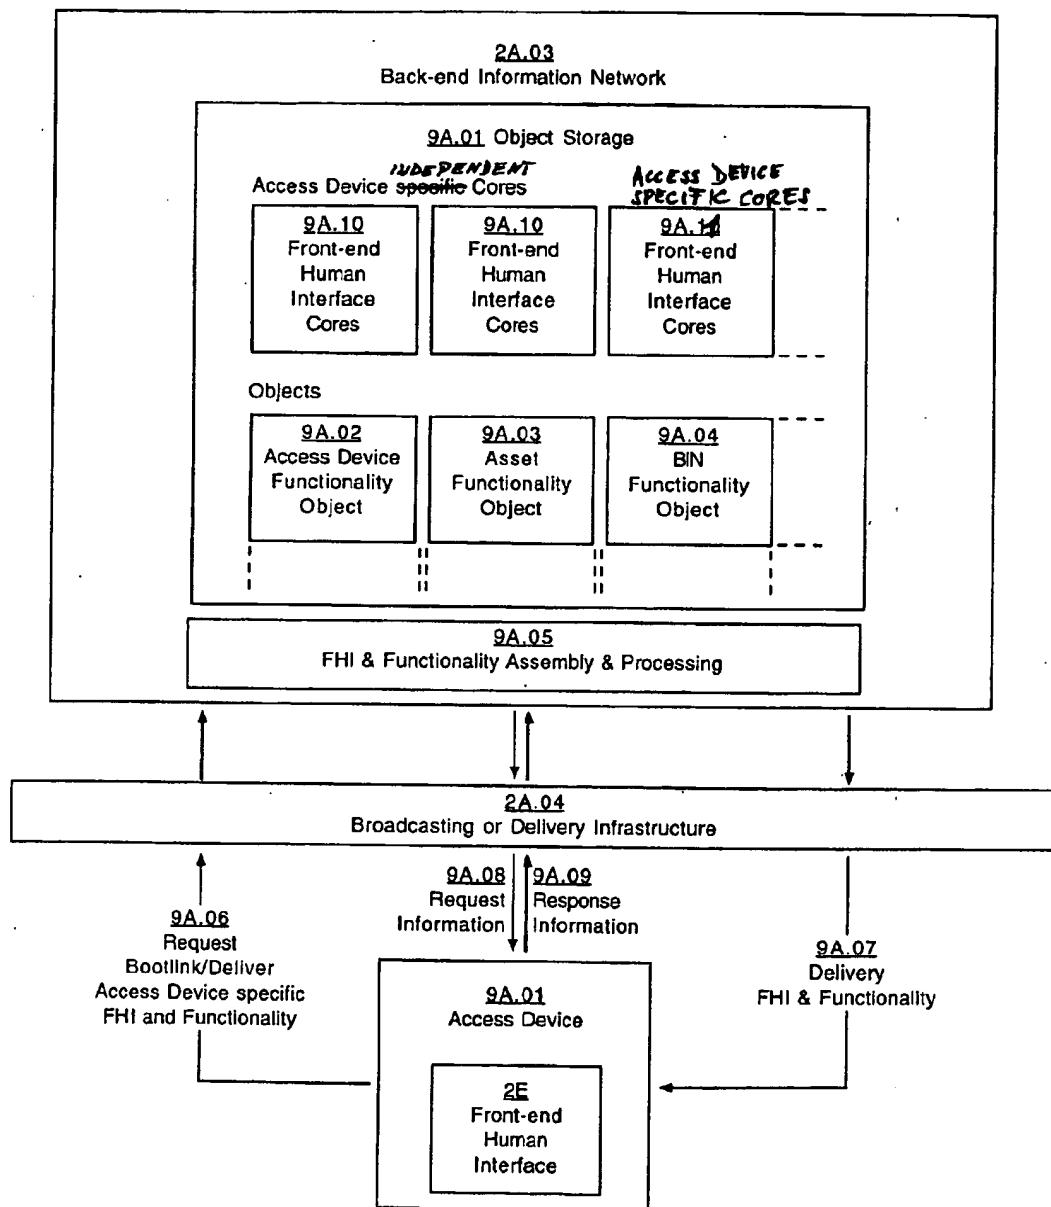 2A.03
Back-end Information Network
9A.01 Object Storage
INDEPENDENT
Access Device specific Cores
ACCESS DEVICE
SPECIFIC CORES
9A.10
Front-end
Human
Interface
Cores
9A.10
Front-end
Human
Interface
Cores
9A.11
Front-end
Human
Interface
Cores
Objects
9A.02
Access Device
Functionality
Object
9A.03
Asset
Functionality
Object
9A.04
BIN
Functionality
Object
9A.05
FHI & Functionality Assembly & Processing
2A.04
Broadcasting or Delivery Infrastructure
9A.06
Request
Bootlink/Deliver
Access Device specific
FHI and Functionality
9A.08
Request
Information
9A.09
Response
Information
9A.07
Delivery
FHI & Functionality
9A.01
Access Device
2E
Front-end
Human
Interface